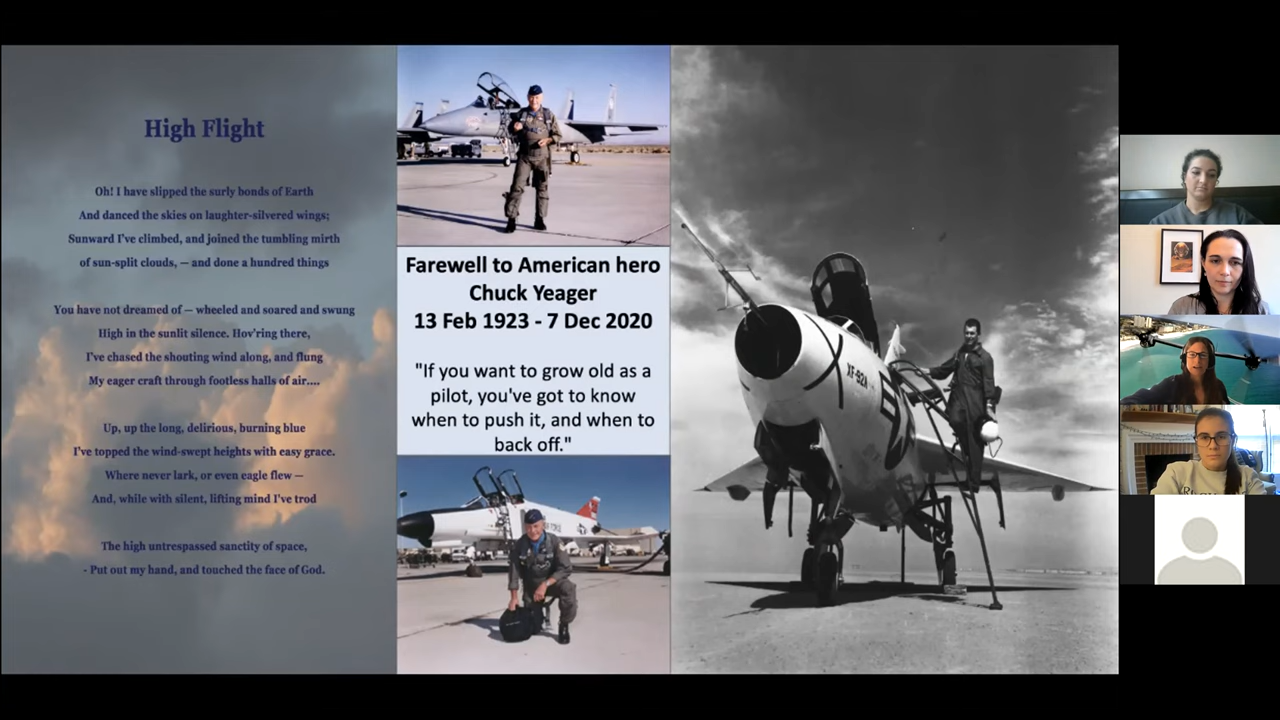 High Flight
Oh! I have slipped the surly bonds of Earth
And danced the skies on laughter-silvered wings;
Sunward I've climbed, and joined the tumbling mirth
of sun-split clouds, — and done a hundred things
You have not dreamed of — wheeled and soared and swung
High in the sunlit silence. Hov'ring there,
I've chased the shouting wind along, and flung
My eager craft through footless halls of air....
Up, up the long, delirious, burning blue
I've topped the wind-swept heights with easy grace.
Where never lark, or even eagle flew —
And, while with silent, lifting mind I've trod
The high untrespassed sanctity of space,
- Put out my hand, and touched the face of God.
Farewell to American hero
Chuck Yeager
13 Feb 1923 - 7 Dec 2020
"If you want to grow old as a
pilot, you've got to know
when to push it, and when to
back off."
XF-92A